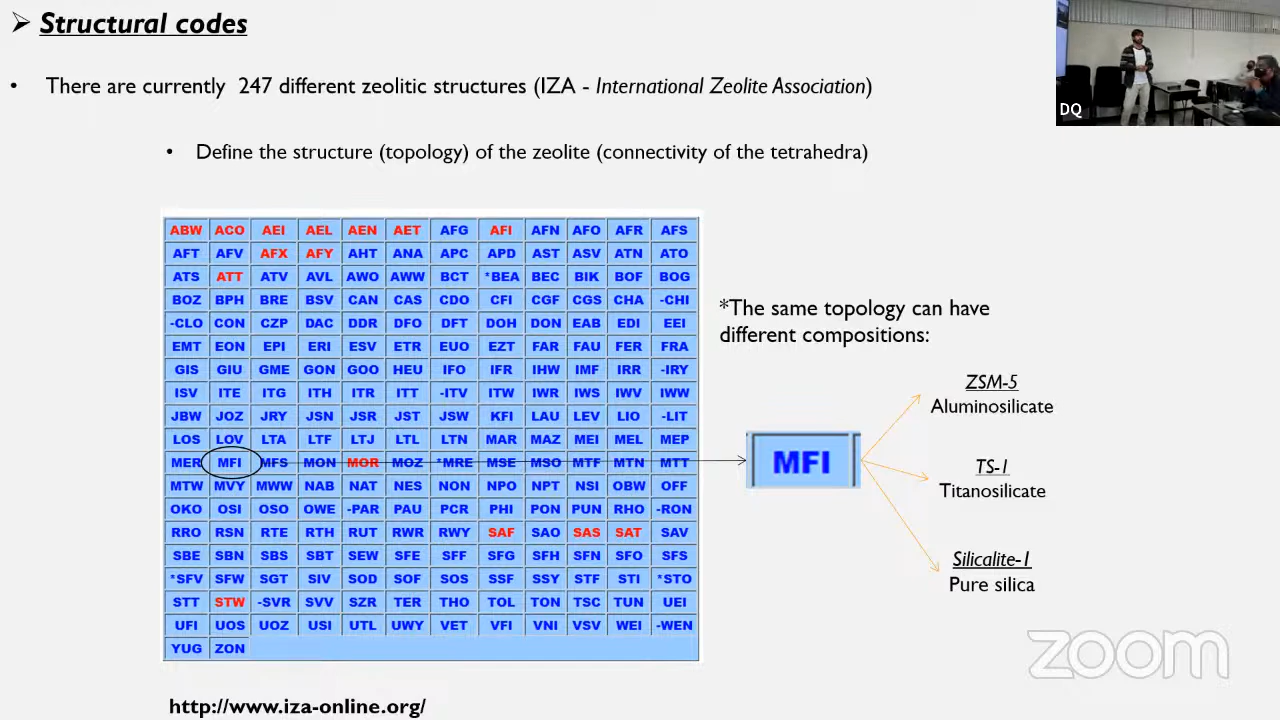 Structural codes
• There are currently 247 different zeolitic structures (IZA - International Zeolite Association)
DQ
• Define the structure (topology) of the zeolite (connectivity of the tetrahedra)
ABW ACO AEI AEL AEN AET AFG AFI AFN AFO AFR AFS
AFT AFV AFX AFY AHT ANA APC APD AST ASV ATN ATO
ATS ATT ATV AVL AWO AWW BCT *BEA BEC BIK BOF BOG
BOZ BPH BRE BSV CAN CAS CDO CFI CGF CGS CHA -CHI
-CLO CON CZP DAC DDR DFO DFT DOH DON EAB EDI EEI
EMT EON EPI ERI ESV ETR EUO EZT FAR FAU FER FRA
GIS GIU GME GON GOO HEU IFO IFR IHW IMF IRR -IRY
ISV ITE ITG ITH ITR ITT -ITV ITW IWR IWS IWV IWW
JBW JOZ JRY JSN JSR JST JSW KFI LAU LEV LIO -LIT
LOS LOV LTA LTF LTJ LTL LTN MAR MAZ MEI MEL MEP
MER MFI MFS MON MOR MOZ *MRE MSE MSO MTF MTN MTT
MTW MVY MWW NAB NAT NES NON NPO NPT NSI OBW OFF
OKO OSI OSO OWE -PAR PAU PCR PHI PON PUN RHO -RON
RRO RSN RTE RTH RUT RWR RWY SAF SAO SAS SAT SAV
SBE SBN SBS SBT SEW SFE SFF SFG SFH SFN SFO SFS
*SFV SFW SGT SIV SOD SOF SOS SSF SSY STF STI *STO
STT STW -SVR SVV SZR TER THO TOL TON TSC TUN UEI
UFI UOS UOZ USI UTL UWY VET VFI VNI VSV WEI -WEN
YUG ZON
*The same topology can have
different compositions:
MFI
ZSM-5
Aluminosilicate
TS-1
Titanosilicate
Silicalite-1
Pure silica
http://www.iza-online.org/
zoom